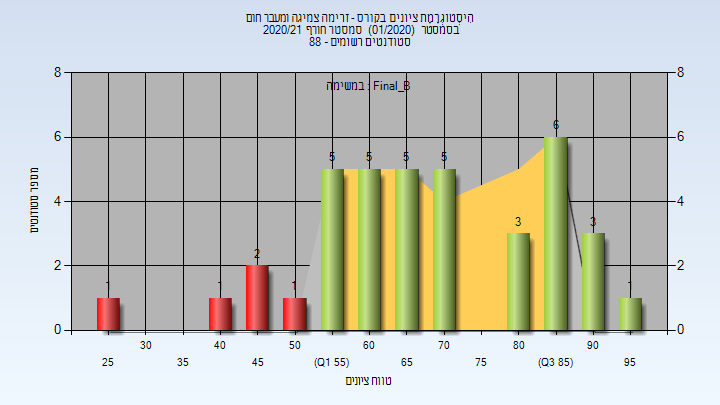 היסטוגרמת ציונים בקורס - זרימה צמיגה ומעבר חום
בסמסטר (01/2020) סמסטר חורף 2020/21
סטודנטים רשומים - 88
Final_B : במשימה
מספר סטודנטים
8 8
6 6
4 4
2 2
0 0
1 1 2 1 5 5 5 5 3 6 3 1
30 40 50 60 70 80 90
25 35 45 (Q1 55) 65 75 (Q3 85) 95
טווח ציונים